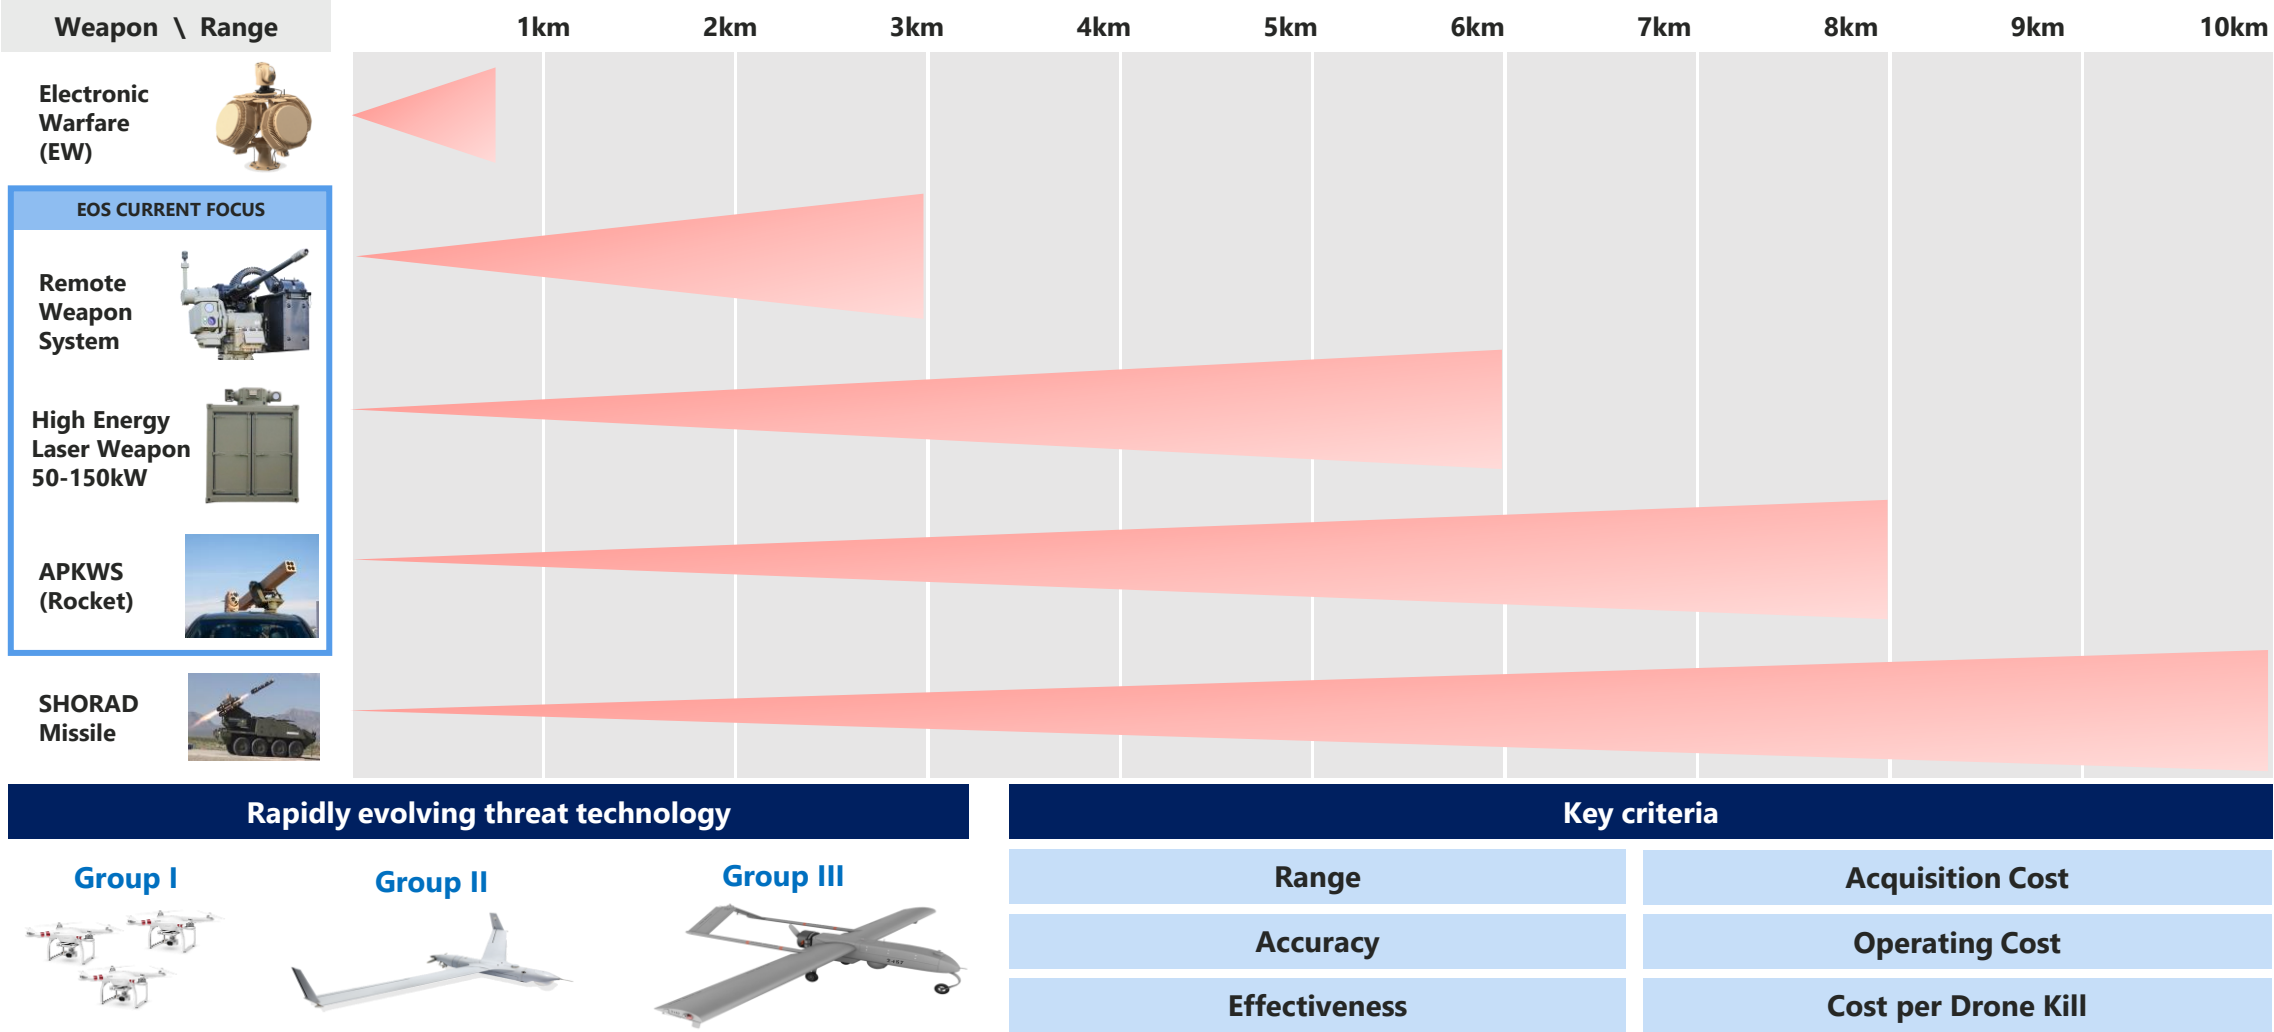 Weapon \ Range
1km 2km 3km 4km 5km 6km 7km 8km 9km 10km
Electronic
Warfare
(EW)
EOS CURRENT FOCUS
Remote
Weapon
System
High Energy
Laser Weapon
50-150kW
APKWS
(Rocket)
SHORAD
Missile
Rapidly evolving threat technology
Group I
Group II
Group III
Key criteria
Range
Acquisition Cost
Accuracy
Operating Cost
Effectiveness
Cost per Drone Kill